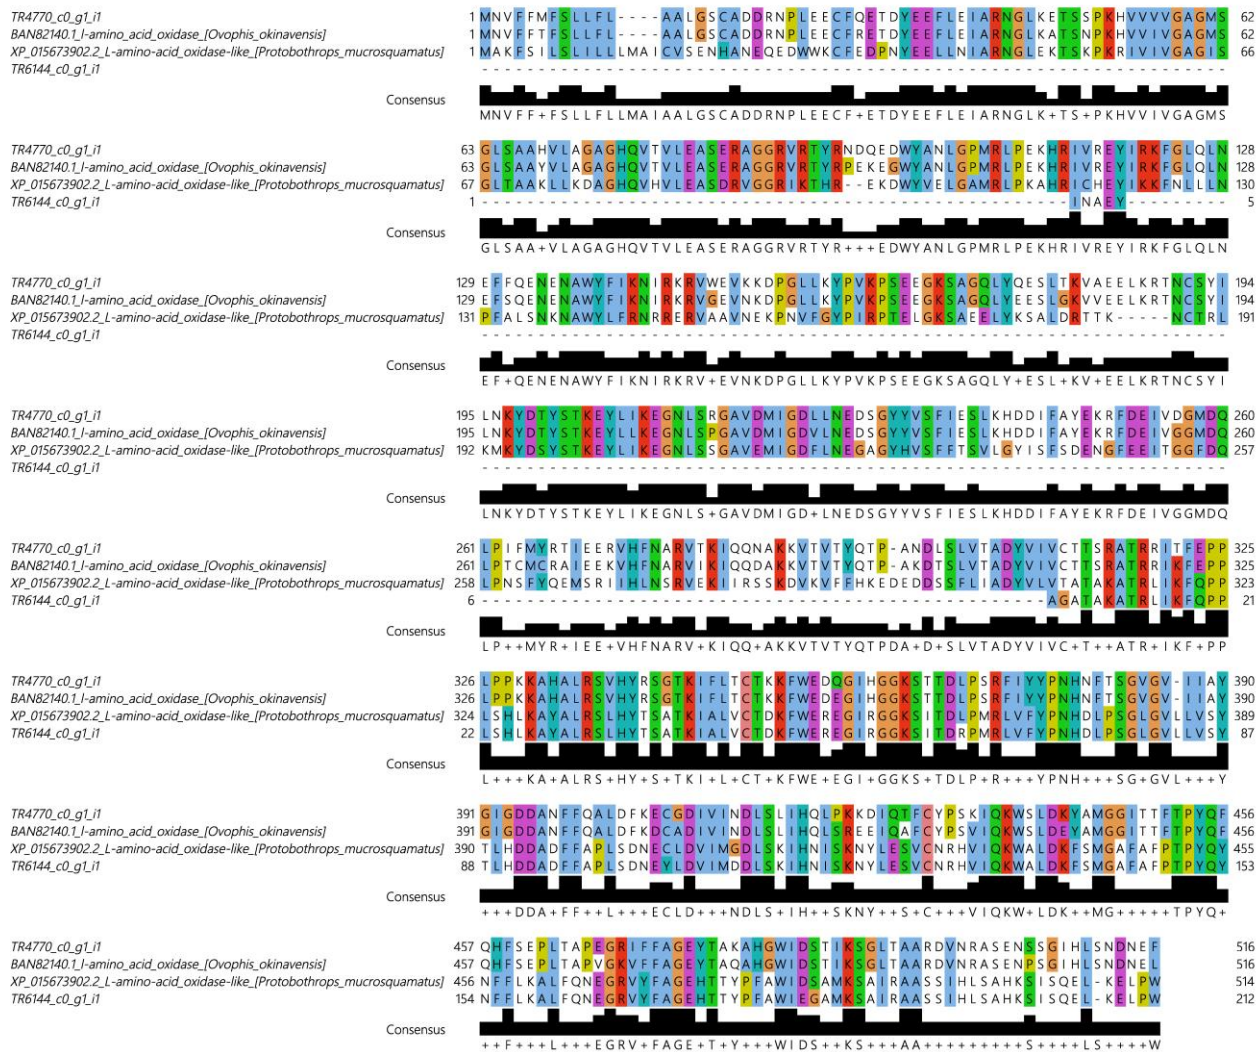 TR4770_c0_g1_i1 1 MNVFFMFSLLFL----AALGSCADDRNPLEECFQETDYEEFLEIARNGLKETSSPKHVVVVGAGMS 62
BAN82140.1_l-amino_acid_oxidase_[Ovophis_okinavensis] 1 MNVFFTFSLLFL----AALGSCADDRNPLEECFRETDYEEFLEIARNGLKATSNPKHVVIVGAGMS 62
XP_015673902.2_L-amino-acid_oxidase-like_[Protobothrops_mucrosquamatus] 1 MAKFSILSLILLLMAICVSENHANEQEDWWKCFEDPNYEELLNIARNGLEKTSKPKRIVIVGAGIS 66
TR6144_c0_g1_i1 ------------------------------------------------------------------
Consensus
MNVFF+FSLLFLLMAIAALGSCADDRNPLEECF+ETDYEEFLEIARNGLK+TS+PKHVVIVGAGMS
TR4770_c0_g1_i1 63 GLSAAHVLAGAGHQVTVLEASERAGGRVRTYRNDQEDWYANLGPMRLPEKHRIVREYIRKFGLQLN 128
BAN82140.1_l-amino_acid_oxidase_[Ovophis_okinavensis] 63 GLSAAYVLAGAGHQVTVLEASERAGGRVRTYRPEKEGWYANLGPMRLPEKHRIVREYIRKFGLQLN 128
XP_015673902.2_L-amino-acid_oxidase-like_[Protobothrops_mucrosquamatus] 67 GLTAAKLLKDAGHQVHVLEASDRVGGRIKTHR--EKDWYVELGAMRLPKAHRICHEYIKKFNLLLN 130
TR6144_c0_g1_i1 1 ----------------------------------------------------INAEY--------- 5
Consensus
GLSAA+VLAGAGHQVTVLEASERAGGRVRTYR+++EDWYANLGPMRLPEKHRIVREYIRKFGLQLN
TR4770_c0_g1_i1 129 EFFQENENAWYFIKNIRKRVWEVKKDPGLLKYPVKPSEEGKSAGQLYQESLTKVAEELKRTNCSYI 194
BAN82140.1_l-amino_acid_oxidase_[Ovophis_okinavensis] 129 EFSQENENAWYFIKNIRKRVGEVNKDPGLLKYPVKPSEEGKSAGQLYEESLGKVVEELKRTNCSYI 194
XP_015673902.2_L-amino-acid_oxidase-like_[Protobothrops_mucrosquamatus] 131 PFALSNKNAWYLFRNRRERVAAVNEKPNVFGYPIRPTELGKSAEELYKSALDRTTK-----NCTRL 191
TR6144_c0_g1_i1 ------------------------------------------------------------------
Consensus
EF+QENENAWYFIKNIRKRV+EVNKDPGLLKYPVKPSEEGKSAGQLY+ESL+KV+EELKRTNCSYI
TR4770_c0_g1_i1 195 LNKYDTYSTKEYLIKEGNLSRGAVDMIGDLLNEDSGYYVSFIESLKHDDIFAYEKRFDEIVDGMDQ 260
BAN82140.1_l-amino_acid_oxidase_[Ovophis_okinavensis] 195 LNKYDTYSTKEYLLKEGNLSPGAVDMIGDVLNEDSGYYVSFIESLKHDDIFAYEKRFDEIVGGMDQ 260
XP_015673902.2_L-amino-acid_oxidase-like_[Protobothrops_mucrosquamatus] 192 KMKYDSYSTKEYLIKEGNLSSGAVEMIGDFLNEGAGYHVSFFTSVLGYISFSDENGFEEITGGFDQ 257
TR6144_c0_g1_i1 ------------------------------------------------------------------
Consensus
LNKYDTYSTKEYLIKEGNLS+GAVDMIGD+LNEDSGYYVSFIESLKHDDIFAYEKRFDEIVGGMDQ
TR4770_c0_g1_i1 261 LPIFMYRTIEERVHFNARVTKIQQNAKKVTVTYQTP-ANDLSLVTADYVIVCTTSRATRRITFEPP 325
BAN82140.1_l-amino_acid_oxidase_[Ovophis_okinavensis] 261 LPTCMCRAIEEKVHFNARVIKIQQNAKKVTVTYQTP-AKDTSLVTADYVIVCTTSRATRRIKFEPP 325
XP_015673902.2_L-amino-acid_oxidase-like_[Protobothrops_mucrosquamatus] 258 LPNSFYQEMSRIIHLNSRVEKIIRSSKDVKVFFHKEDEDDSSFLIADYVLVTATAKATRLIKFQPP 323
TR6144_c0_g1_i1 6 --------------------------------------------------AGATAKATRLIKFQPP 21
Consensus
LP++MYR+IEE+VHFNARV+KIQQ+AKKVTVTYQTPDA+D+SLVTADYVIVC+T++ATR+IKF+PP
TR4770_c0_g1_i1 326 LPPKKAHALRSVHYRSGTKIFLTCTKKFWEDQGIHGGKSTTDLPSRFIYYPNHNFTSGVGV-IIAY 390
BAN82140.1_l-amino_acid_oxidase_[Ovophis_okinavensis] 326 LPPKKAHALRSVHYRSGTKIFLTCTKKFWEDEGIHGGKSTTDLPSRFIYYPNHNFTSGVGV-IIAY 390
XP_015673902.2_L-amino-acid_oxidase-like_[Protobothrops_mucrosquamatus] 324 LSHLKAYALRSLHYTSATKIALVCTDKFWEREGIRGGKSITDLPMRLVFYPNHDLPSGLGVLLVSY 389
TR6144_c0_g1_i1 22 LSHLKAYALRSLHYTSATKIALVCTDKFWEREGIRGGKSITDRPMRLVFYPNHDLPSGLGVLLVSY 87
Consensus
L+++KA+ALRS+HY+S+TKI+L+CT+KFWE+EGI+GGKS+TDLP+R+++YPNH+++SG+GVL+++Y
TR4770_c0_g1_i1 391 GIGDDANFFQALDFKECGDIVINDLSLIHQLPKKDIQTFCYPSKIQKWSLDKYAMGGITTFTPYQF 456
BAN82140.1_l-amino_acid_oxidase_[Ovophis_okinavensis] 391 GIGDDANFFQALDFKDCADIVINDLSLIHQLSREEIQAFCYPSVIQKWSLDEYAMGGITTFTPYQF 456
XP_015673902.2_L-amino-acid_oxidase-like_[Protobothrops_mucrosquamatus] 390 TLHDDADFFAPLSDNECLDVIMGDLSKIHNISKNYLESVCNRHVIQKWALDKFSMGAFAFPTPYQY 455
TR6144_c0_g1_i1 88 TLHDDADFFAPLSDNEYLDVIMDDLSKIHNISKNYLESVCNRHVIQKWALDKFSMGAFAFPTPYQY 153
Consensus
+++DDA+FF++L+++ECLD+++NDLS+IH++SKNY++S+C+++VIQKW+LDK++MG+++++TPYQ+
TR4770_c0_g1_i1 457 QHFSEPLTAPEGRIFFAGEYTAKAHGWIDSTIKSGLTAARDVNRASENSSGIHLSNDNEF 516
BAN82140.1_l-amino_acid_oxidase_[Ovophis_okinavensis] 457 QHFSEPLTAPVGKVFFAGEYTAQAHGWIDSTIKSGLTAARDVNRASENPSGIHLSNDNEL 516
XP_015673902.2_L-amino-acid_oxidase-like_[Protobothrops_mucrosquamatus] 456 NFFLKALFQNEGRVYFAGEHTTYPFAWIDSAMKSAIRAASSIHLSAHKSISQEL-KELPW 514
TR6144_c0_g1_i1 154 NFFLKALFQNEGRVYFAGEHTTYPFAWIEGAMKSAIRAASSIHLSAHKSISQEL-KELPW 212
Consensus
++F+++L+++EGRV+FAGE+T+Y+++WIDS++KS+++AA+++++++++S++++LS++++W